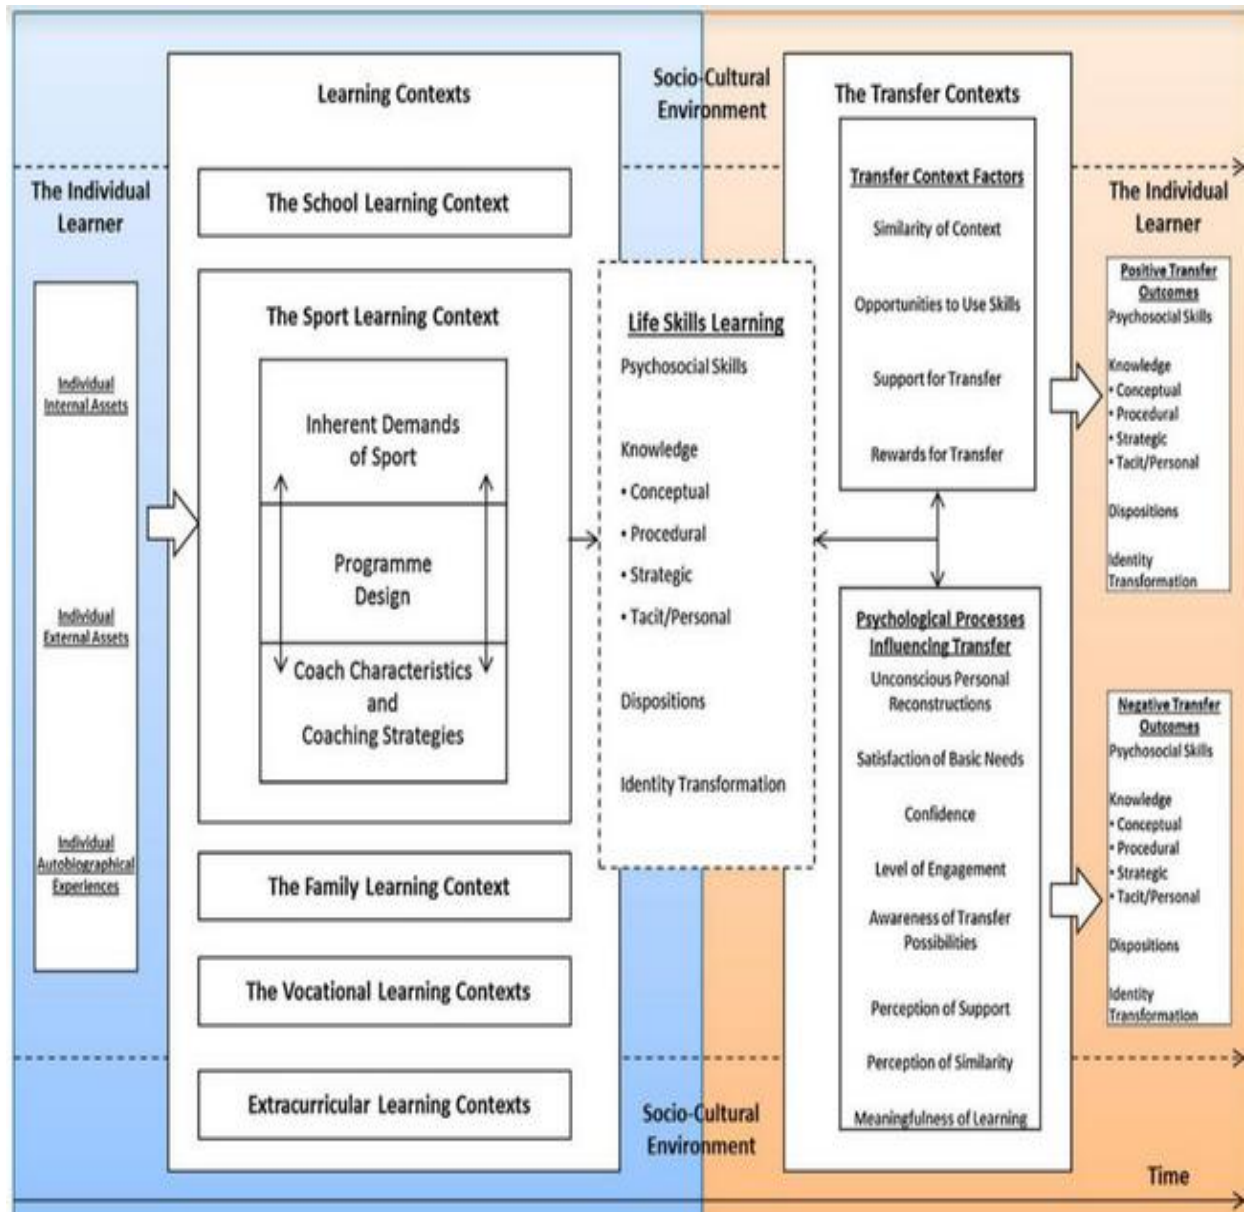 Socio-Cultural
Environment
The Individual
Learner
Individual
Internal Assets
Individual
External Assets
Individual
Autobiographical
Experiences
Learning Contexts
The School Learning Context
The Sport Learning Context
Inherent Demands
of Sport
Programme
Design
Coach Characteristics
and
Coaching Strategies
The Family Learning Context
The Vocational Learning Contexts
Extracurricular Learning Contexts
Life Skills Learning
Psychosocial Skills
Knowledge
• Conceptual
• Procedural
• Strategic
• Tacit/Personal
Dispositions
Identity Transformation
The Transfer Contexts
Transfer Context Factors
Similarity of Context
Opportunities to Use Skills
Support for Transfer
Rewards for Transfer
Psychological Processes
Influencing Transfer
Unconscious Personal
Reconstructions
Satisfaction of Basic Needs
Confidence
Level of Engagement
Awareness of Transfer
Possibilities
Perception of Support
Perception of Similarity
Meaningfulness of Learning
The Individual
Learner
Positive Transfer
Outcomes
Psychosocial Skills
Knowledge
• Conceptual
• Procedural
• Strategic
• Tacit/Personal
Dispositions
Identity
Transformation
Negative Transfer
Outcomes
Psychosocial Skills
Knowledge
• Conceptual
• Procedural
• Strategic
• Tacit/Personal
Dispositions
Identity
Transformation
Socio-Cultural
Environment
Time